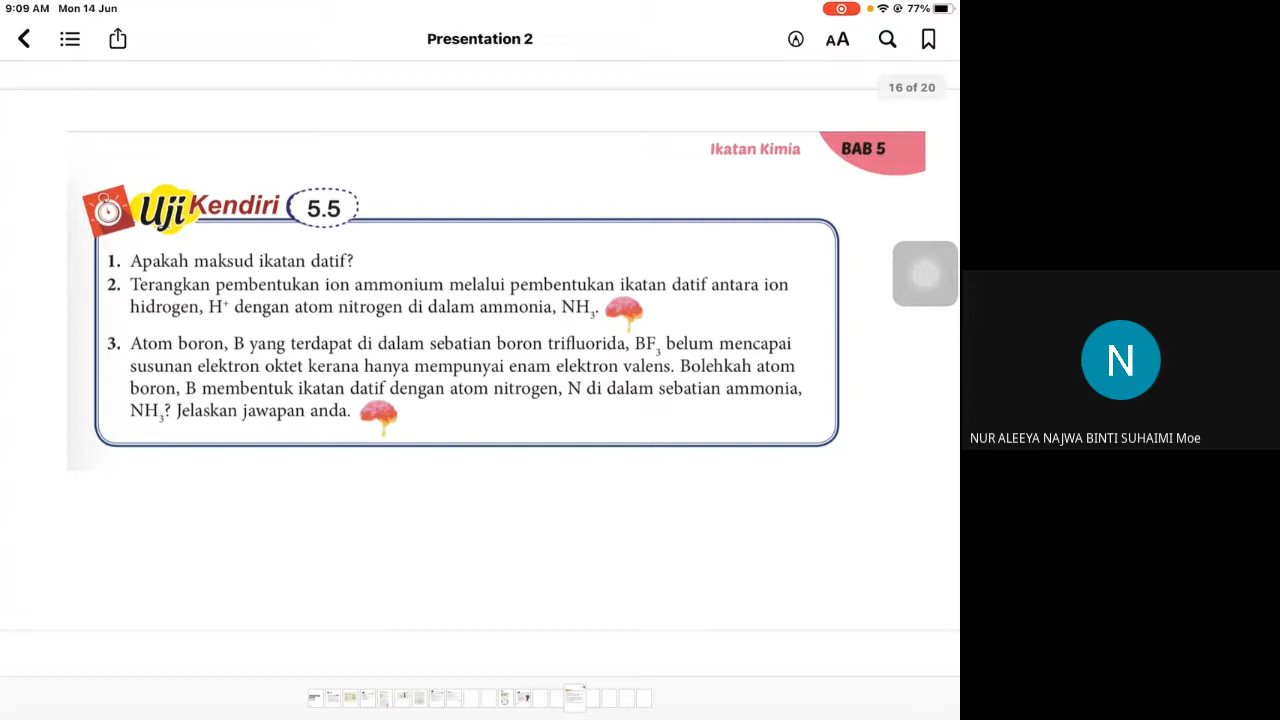 9:09 AM Mon 14 Jun
77%
Presentation 2
AA
16 of 20
Ikatan Kimia BAB 5
Uji Kendiri 5.5
1. Apakah maksud ikatan datif?
2. Terangkan pembentukan ion ammonium melalui pembentukan ikatan datif antara ion
hidrogen, H⁺ dengan atom nitrogen di dalam ammonia, NH₃.
3. Atom boron, B yang terdapat di dalam sebatian boron trifluorida, BF₃ belum mencapai
susunan elektron oktet kerana hanya mempunyai enam elektron valens. Bolehkah atom
boron, B membentuk ikatan datif dengan atom nitrogen, N di dalam sebatian ammonia,
NH₃? Jelaskan jawapan anda.
N
NUR ALEEYA NAJWA BINTI SUHAIMI Moe